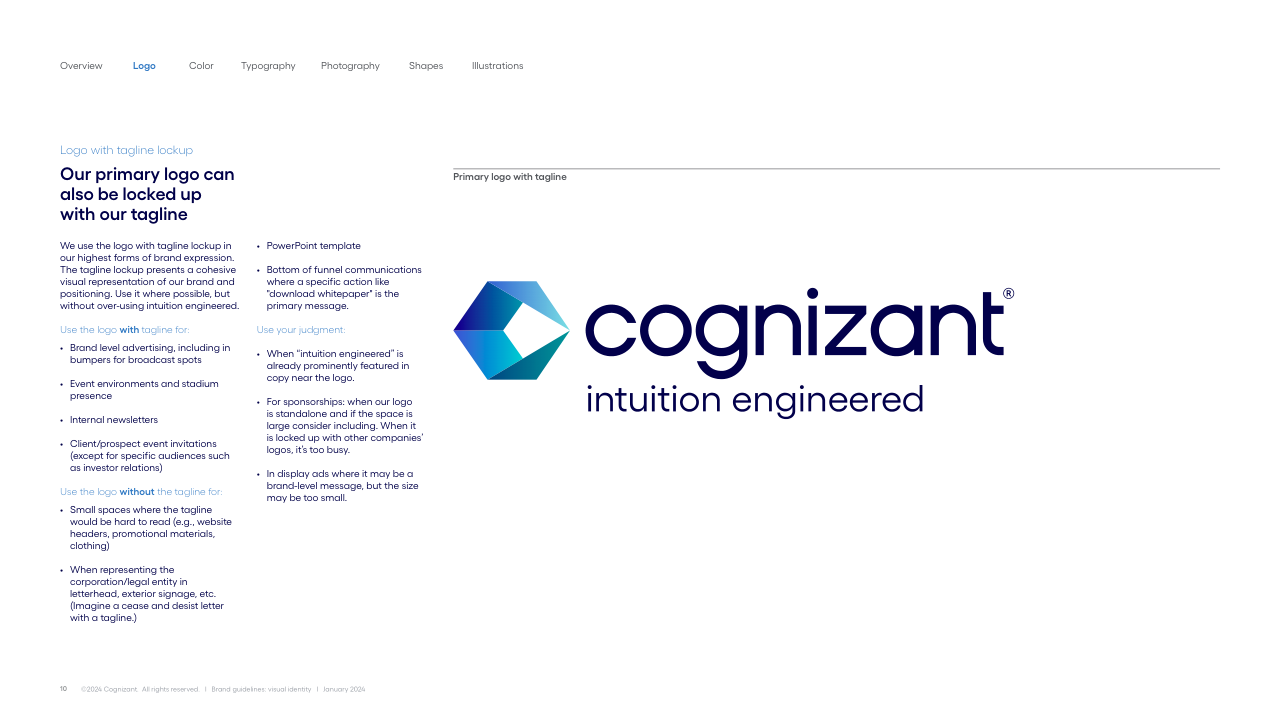 Overview Logo Color Typography Photography Shapes Illustrations
Logo with tagline lockup
Our primary logo can
also be locked up
with our tagline
We use the logo with tagline lockup in
our highest forms of brand expression.
The tagline lockup presents a cohesive
visual representation of our brand and
positioning. Use it where possible, but
without over-using intuition engineered.
Use the logo with tagline for:
• Brand level advertising, including in
bumpers for broadcast spots
• Event environments and stadium
presence
• Internal newsletters
• Client/prospect event invitations
(except for specific audiences such
as investor relations)
Use the logo without the tagline for:
• Small spaces where the tagline
would be hard to read (e.g., website
headers, promotional materials,
clothing)
• When representing the
corporation/legal entity in
letterhead, exterior signage, etc.
(Imagine a cease and desist letter
with a tagline.)
• PowerPoint template
• Bottom of funnel communications
where a specific action like
"download whitepaper" is the
primary message.
Use your judgment:
• When "intuition engineered" is
already prominently featured in
copy near the logo.
• For sponsorships: when our logo
is standalone and if the space is
large consider including. When it
is locked up with other companies'
logos, it's too busy.
• In display ads where it may be a
brand-level message, but the size
may be too small.
Primary logo with tagline
cognizant®
intuition engineered
10 ©2024 Cognizant. All rights reserved. | Brand guidelines: visual identity | January 2024